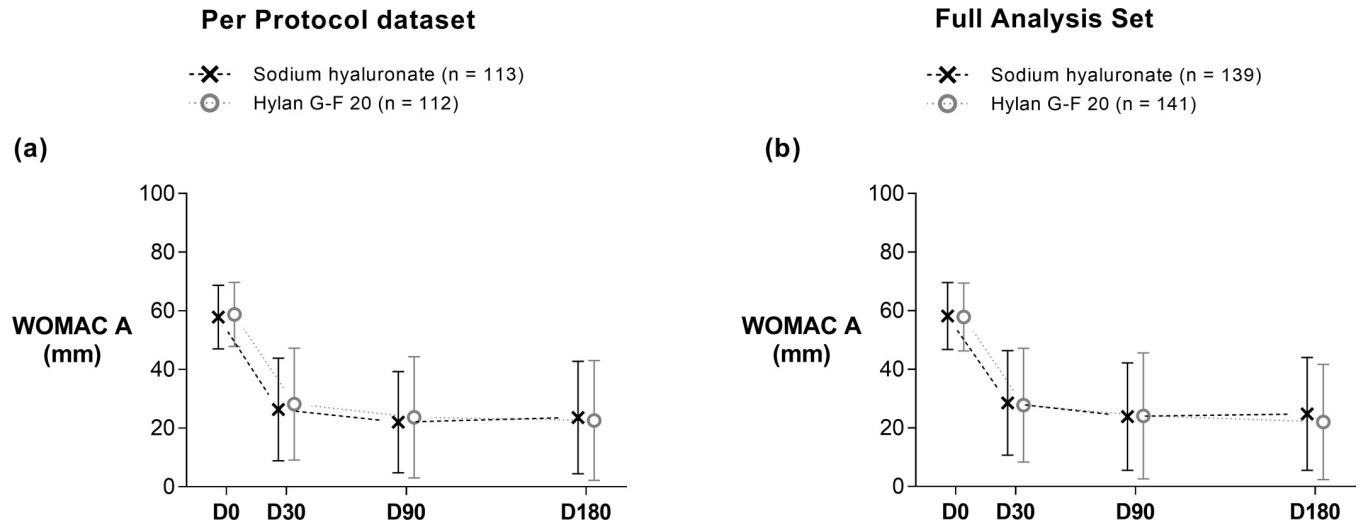 Per Protocol dataset
Sodium hyaluronate (n = 113)
Hylan G-F 20 (n = 112)
(a)
100
80
60
40
20
0
WOMAC A
(mm)
D0 D30 D90 D180
Full Analysis Set
Sodium hyaluronate (n = 139)
Hylan G-F 20 (n = 141)
(b)
100
80
60
40
20
0
WOMAC A
(mm)
D0 D30 D90 D180